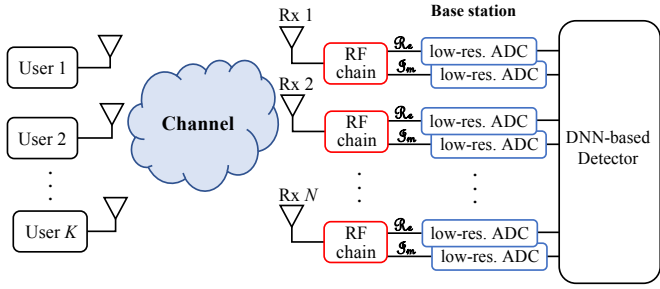 Base station
Rx 1
User 1
RF
chain
ℛℯ
ℐ𝓂
low-res. ADC
low-res. ADC
Rx 2
User 2
Channel
RF
chain
ℛℯ
ℐ𝓂
low-res. ADC
low-res. ADC
DNN-based
Detector
Rx N
User K
RF
chain
ℛℯ
ℐ𝓂
low-res. ADC
low-res. ADC